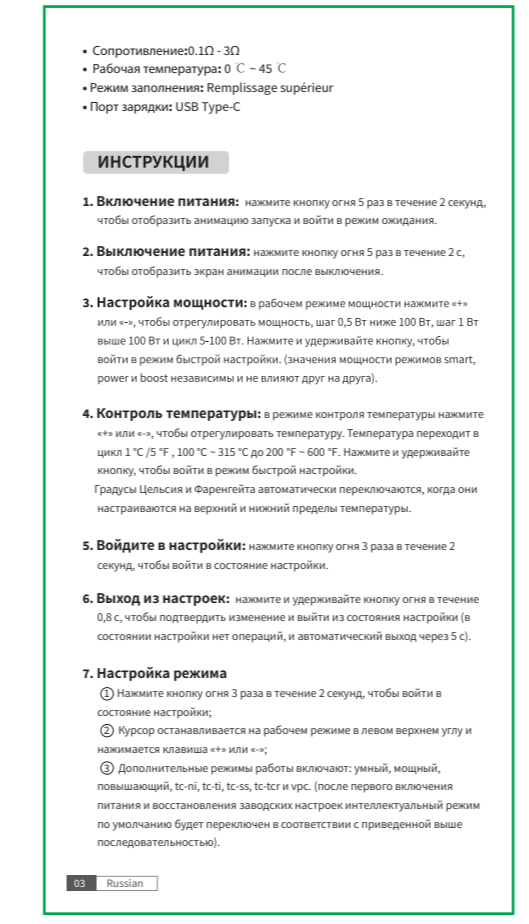 • Сопротивление:0.1Ω - 3Ω
• Рабочая температура: 0 ℃ ~ 45 ℃
• Режим заполнения: Remplissage supérieur
• Порт зарядки: USB Type-C
ИНСТРУКЦИИ
1. Включение питания: нажмите кнопку огня 5 раз в течение 2 секунд,
чтобы отобразить анимацию запуска и войти в режим ожидания.
2. Выключение питания: нажмите кнопку огня 5 раз в течение 2 с,
чтобы отобразить экран анимации после выключения.
3. Настройка мощности: в рабочем режиме мощности нажмите «+»
или «-», чтобы отрегулировать мощность, шаг 0,5 Вт ниже 100 Вт, шаг 1 Вт
выше 100 Вт и цикл 5-100 Вт. Нажмите и удерживайте кнопку, чтобы
войти в режим быстрой настройки. (значения мощности режимов smart,
power и boost независимы и не влияют друг на друга).
4. Контроль температуры: в режиме контроля температуры нажмите
«+» или «-», чтобы отрегулировать температуру. Температура переходит в
цикл 1 °C /5 °F , 100 °C ~ 315 °C до 200 °F ~ 600 °F. Нажмите и удерживайте
кнопку, чтобы войти в режим быстрой настройки.
Градусы Цельсия и Фаренгейта автоматически переключаются, когда они
настраиваются на верхний и нижний пределы температуры.
5. Войдите в настройки: нажмите кнопку огня 3 раза в течение 2
секунд, чтобы войти в состояние настройки.
6. Выход из настроек: нажмите и удерживайте кнопку огня в течение
0,8 с, чтобы подтвердить изменение и выйти из состояния настройки (в
состоянии настройки нет операций, и автоматический выход через 5 с).
7. Настройка режима
① Нажмите кнопку огня 3 раза в течение 2 секунд, чтобы войти в
состояние настройки;
② Курсор останавливается на рабочем режиме в левом верхнем углу и
нажимается клавиша «+» или «-»;
③ Дополнительные режимы работы включают: умный, мощный,
повышающий, tc-ni, tc-ti, tc-ss, tc-tcr и vpc. (после первого включения
питания и восстановления заводских настроек интеллектуальный режим
по умолчанию будет переключен в соответствии с приведенной выше
последовательностью).
03 Russian